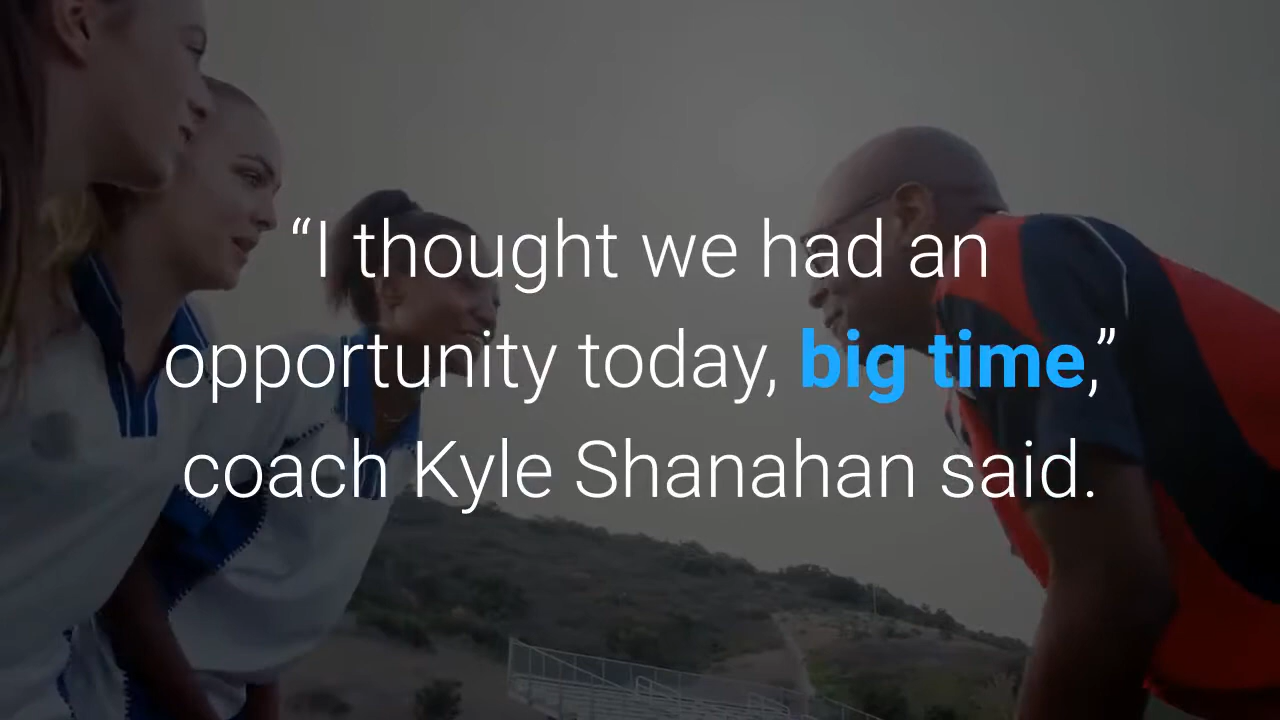 “I thought we had an
opportunity today, big time,”
coach Kyle Shanahan said.